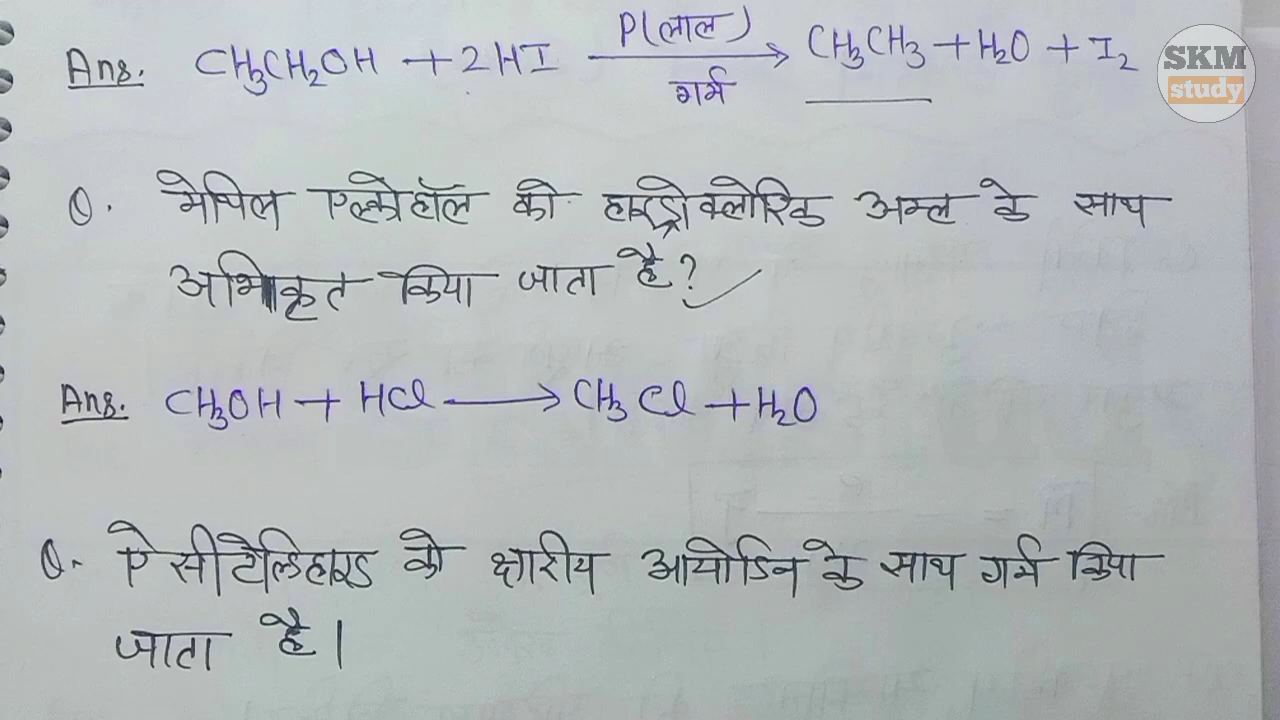 Ans. CH₃CH₂OH + 2HI P(लाल) गर्म → CH₃CH₃ + H₂O + I₂
SKM
study
Q. मेथिल एल्कोहॉल को हाइड्रोक्लोरिक अम्ल के साथ
अभिकृत किया जाता है?
Ans. CH₃OH + HCl → CH₃Cl + H₂O
Q. ऐसीटैल्डिहाइड को क्षारीय आयोडिन के साथ गर्म किया
जाता है।